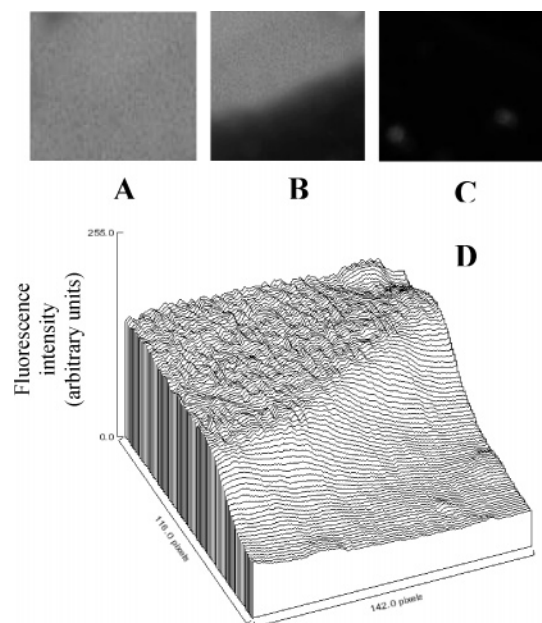 A B C
D
255.0
Fluorescence
intensity
(arbitrary units)
0.0
116.0 pixels
142.0 pixels